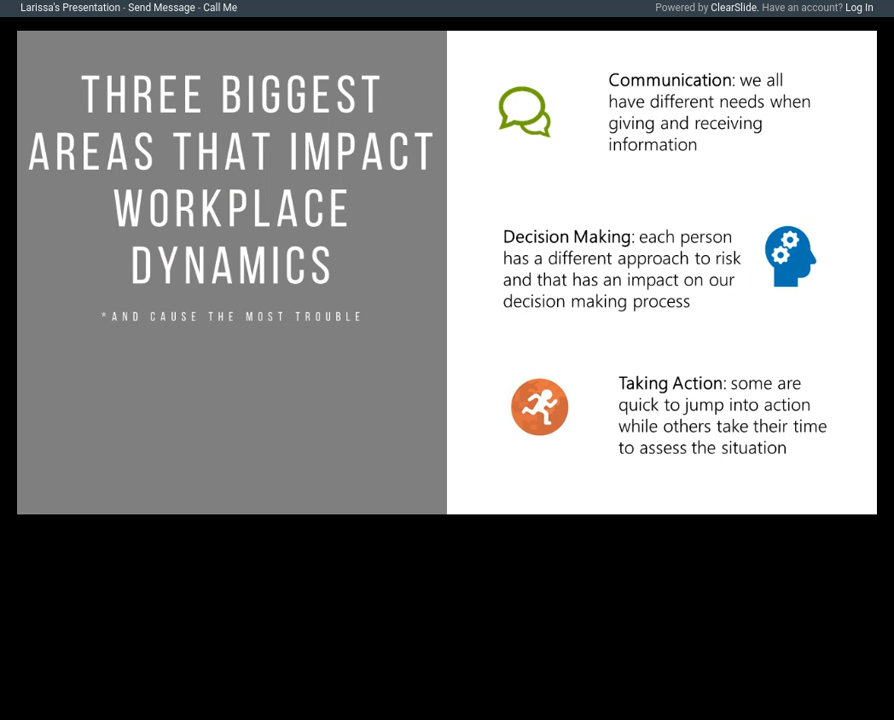 Larissa's Presentation - Send Message - Call Me
Powered by ClearSlide. Have an account? Log In
THREE BIGGEST
AREAS THAT IMPACT
WORKPLACE
DYNAMICS
*AND CAUSE THE MOST TROUBLE
Communication: we all
have different needs when
giving and receiving
information
Decision Making: each person
has a different approach to risk
and that has an impact on our
decision making process
Taking Action: some are
quick to jump into action
while others take their time
to assess the situation